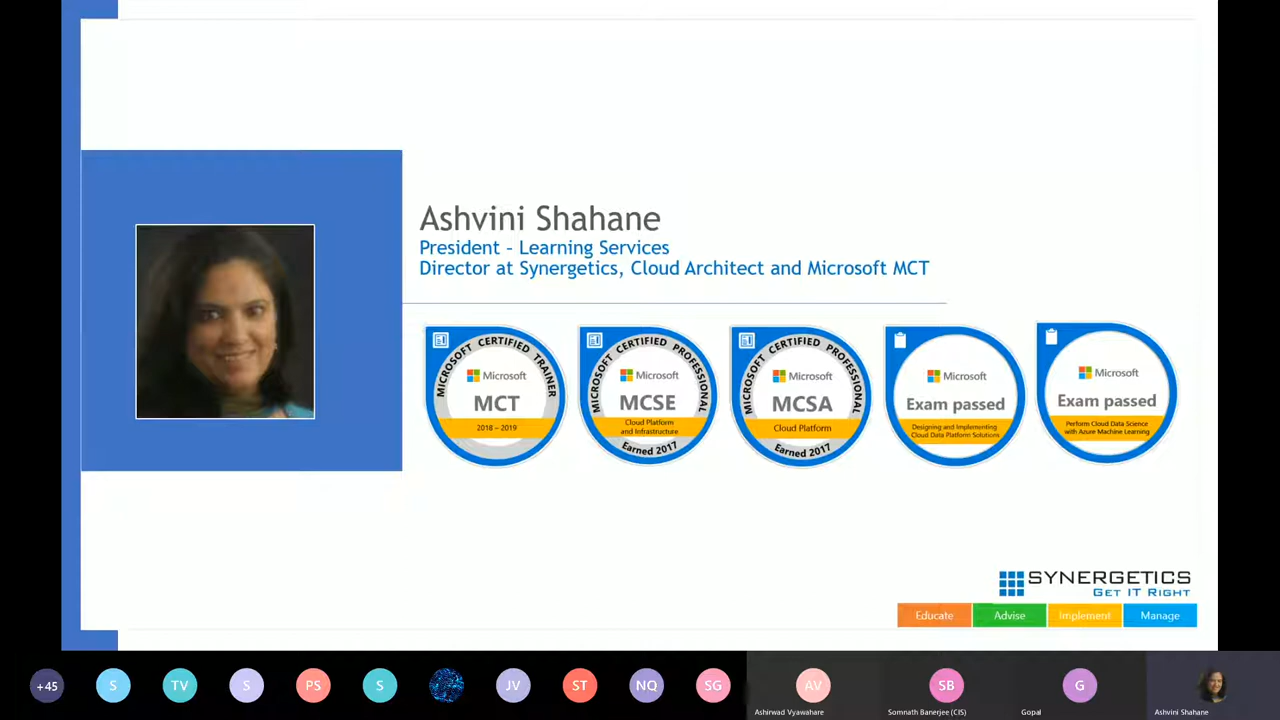 Ashvini Shahane
President – Learning Services
Director at Synergetics, Cloud Architect and Microsoft MCT
MICROSOFT CERTIFIED TRAINER
Microsoft
MCT
2018 – 2019
MICROSOFT CERTIFIED PROFESSIONAL
Microsoft
MCSE
Cloud Platform
and Infrastructure
Earned 2017
MICROSOFT CERTIFIED PROFESSIONAL
Microsoft
MCSA
Cloud Platform
Earned 2017
Microsoft
Exam passed
Designing and Implementing
Cloud Data Platform Solutions
Microsoft
Exam passed
Perform Cloud Data Science
with Azure Machine Learning
SYNERGETICS
GET IT RIGHT
Educate
Advise
Implement
Manage
+45
S
TV
S
PS
S
JV
ST
NQ
SG
AV
Ashirwad Vyawahare
SB
Somnath Banerjee (CIS)
G
Gopal
Ashvini Shahane